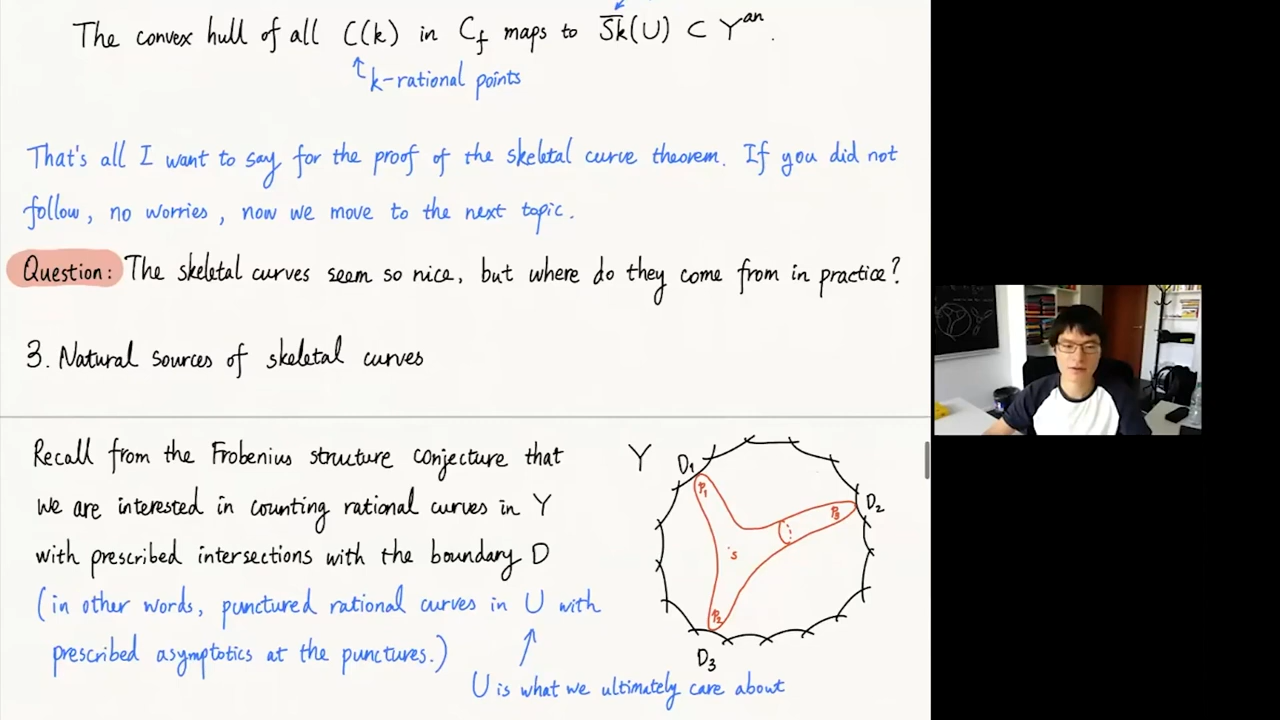 The convex hull of all C(k) in C_f maps to S̅k̅(U) ⊂ Y^an.
↑ k-rational points
That's all I want to say for the proof of the skeletal curve theorem. If you did not
follow, no worries, now we move to the next topic.
Question: The skeletal curves seem so nice, but where do they come from in practice?
3. Natural sources of skeletal curves
Recall from the Frobenius structure conjecture that
we are interested in counting rational curves in Y
with prescribed intersections with the boundary D
(in other words, punctured rational curves in U with
prescribed asymptotics at the punctures.)
U is what we ultimately care about
Y
D₁
P₁
P₃
D₂
s
P₂
D₃